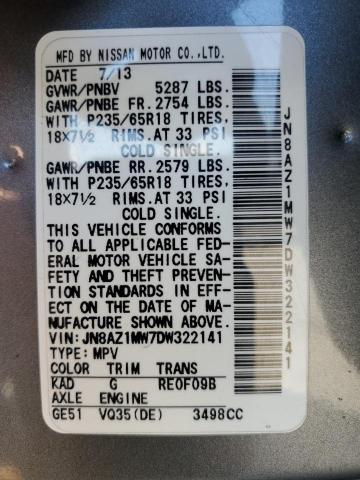 MFD BY NISSAN MOTOR CO.,LTD.
DATE 7/13
GVWR/PNBV 5287 LBS.
GAWR/PNBE FR. 2754 LBS.
WITH P235/65R18 TIRES,
18X7½ RIMS.AT 33 PSI
COLD SINGLE.
GAWR/PNBE RR. 2579 LBS.
WITH P235/65R18 TIRES,
18X7½ RIMS.AT 33 PSI
COLD SINGLE.
THIS VEHICLE CONFORMS
TO ALL APPLICABLE FED-
ERAL MOTOR VEHICLE SA-
FETY AND THEFT PREVEN-
TION STANDARDS IN EFF-
ECT ON THE DATE OF MA-
NUFACTURE SHOWN ABOVE.
VIN: JN8AZ1MW7DW322141
TYPE: MPV
COLOR TRIM TRANS
KAD G RE0F09B
AXLE ENGINE
GE51 VQ35(DE) 3498CC
JN8AZ1MW7DW322141